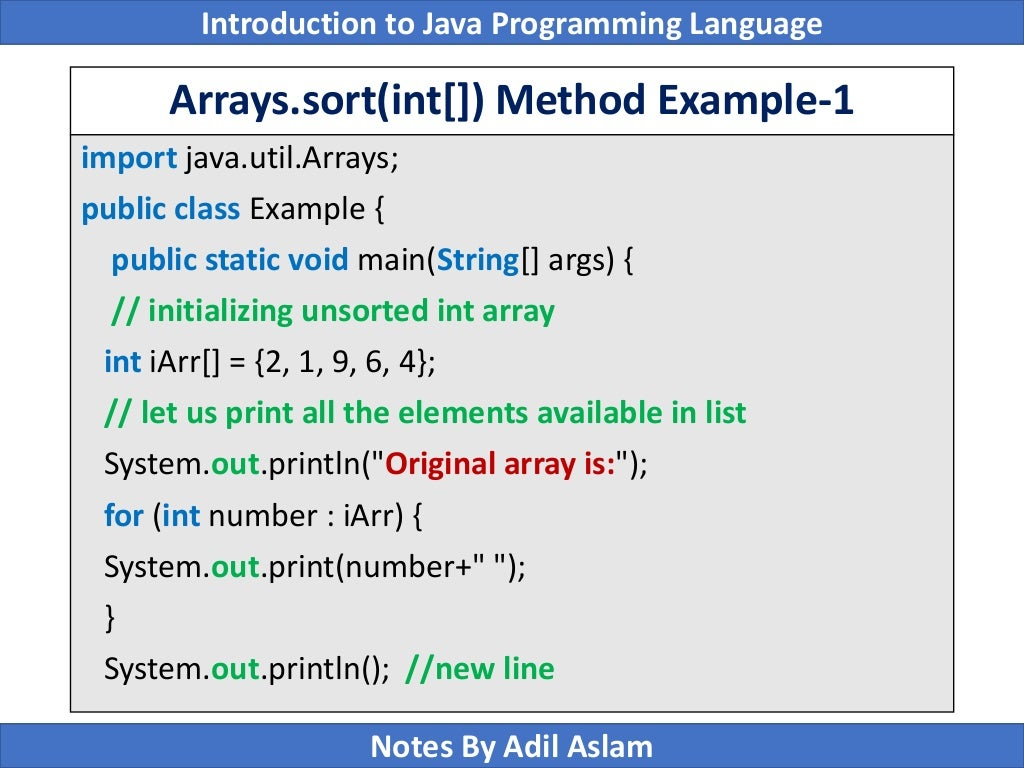 Introduction to Java Programming Language
Arrays.sort(int[]) Method Example-1
import java.util.Arrays;
public class Example {
public static void main(String[] args) {
// initializing unsorted int array
int iArr[] = {2, 1, 9, 6, 4};
// let us print all the elements available in list
System.out.println("Original array is:");
for (int number : iArr) {
System.out.print(number+" ");
}
System.out.println(); //new line
Notes By Adil Aslam